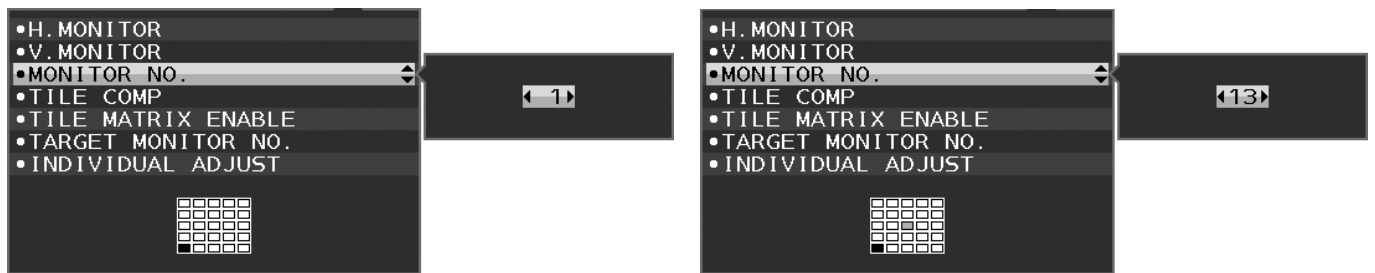 •H.MONITOR
•V.MONITOR
•MONITOR NO.
1
•TILE COMP
•TILE MATRIX ENABLE
•TARGET MONITOR NO.
•INDIVIDUAL ADJUST
•H.MONITOR
•V.MONITOR
•MONITOR NO.
13
•TILE COMP
•TILE MATRIX ENABLE
•TARGET MONITOR NO.
•INDIVIDUAL ADJUST